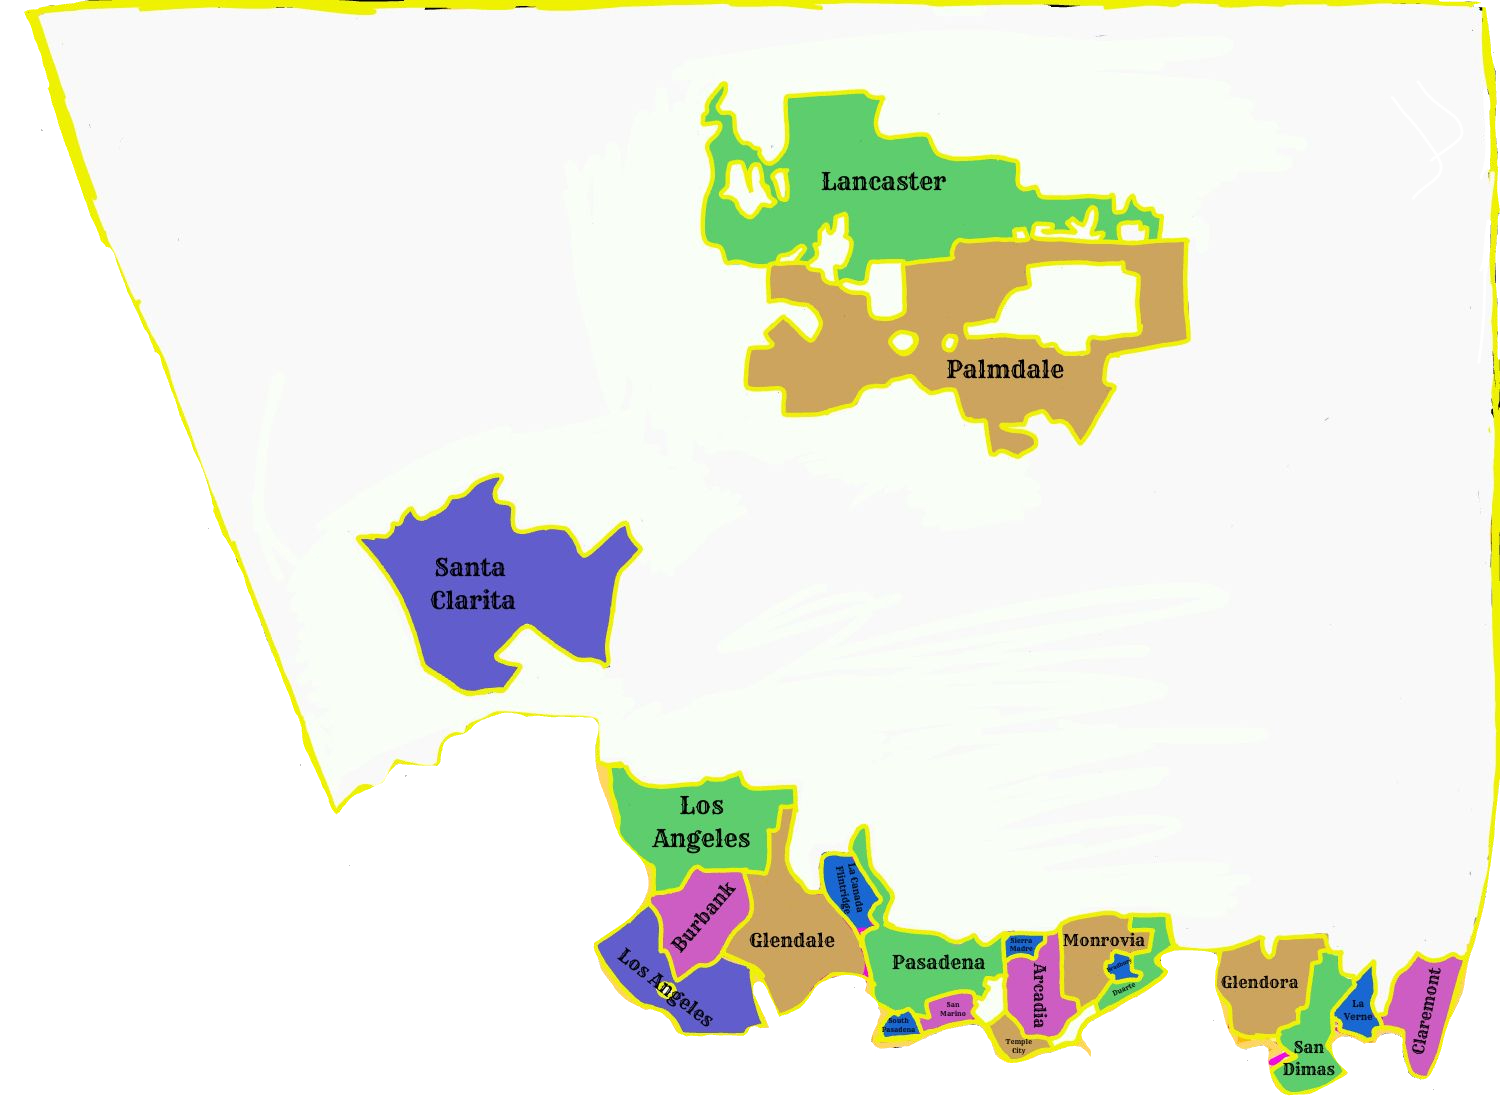 Lancaster
Palmdale
Santa
Clarita
Los
Angeles
Burbank
Los Angeles
Glendale
La Canada
Flintridge
Pasadena
South
Pasadena
San
Marino
Sierra
Madre
Arcadia
Temple
City
Monrovia
Bradbury
Duarte
Glendora
San
Dimas
La
Verne
Claremont